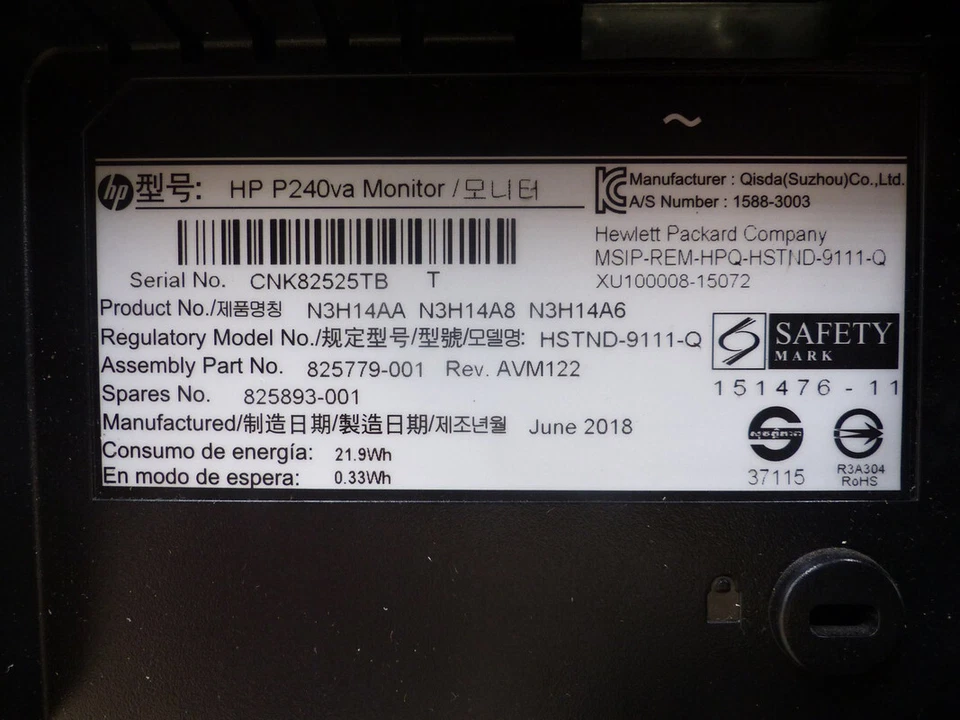 ~
hp 型号: HP P240va Monitor / 모니터
Serial No. CNK82525TB T
Product No./제품명칭 N3H14AA N3H14A8 N3H14A6
Regulatory Model No./规定型号/型號/모델명: HSTND-9111-Q
Assembly Part No. 825779-001 Rev. AVM122
Spares No. 825893-001
Manufactured/制造日期/製造日期/제조년월 June 2018
Consumo de energía: 21.9Wh
En modo de espera: 0.33Wh
Manufacturer : Qisda(Suzhou)Co.,Ltd.
A/S Number : 1588-3003
Hewlett Packard Company
MSIP-REM-HPQ-HSTND-9111-Q
XU100008-15072
SAFETY
MARK
151476-11
37115
R3A304
RoHS